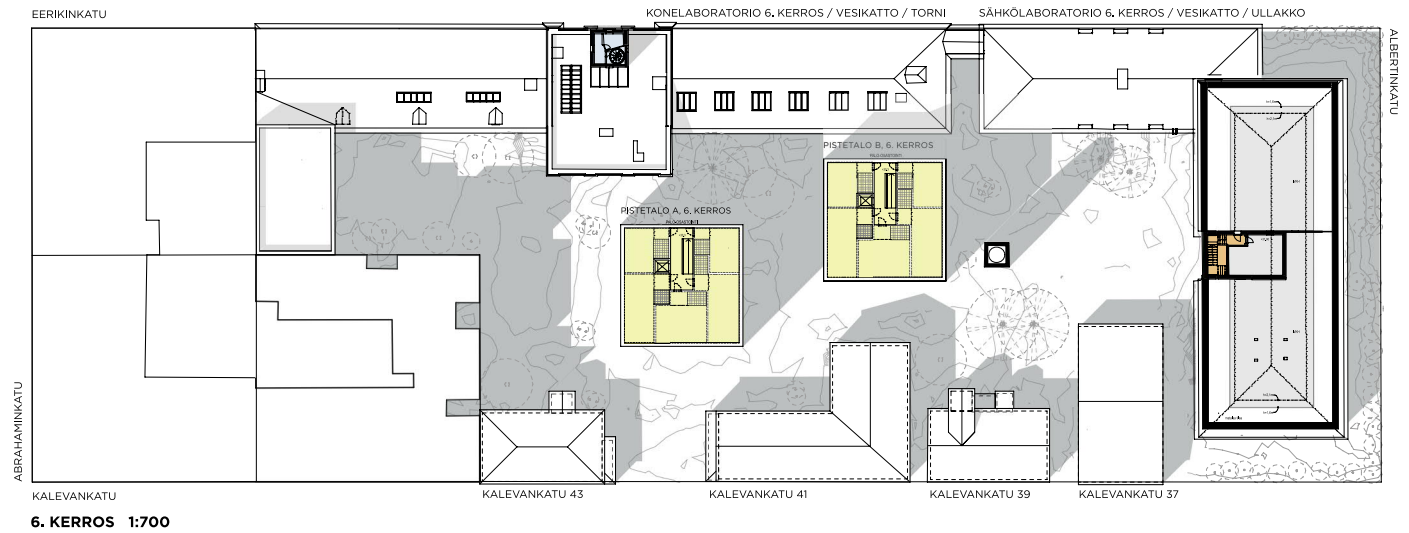 EERIKINKATU
KONELABORATORIO 6. KERROS / VESIKATTO / TORNI
SÄHKÖLABORATORIO 6. KERROS / VESIKATTO / ULLAKKO
ALBERTINKATU
PISTETALO B, 6. KERROS
PISTETALO A, 6. KERROS
ABRAHAMINKATU
KALEVANKATU
KALEVANKATU 43
KALEVANKATU 41
KALEVANKATU 39
KALEVANKATU 37
6. KERROS 1:700